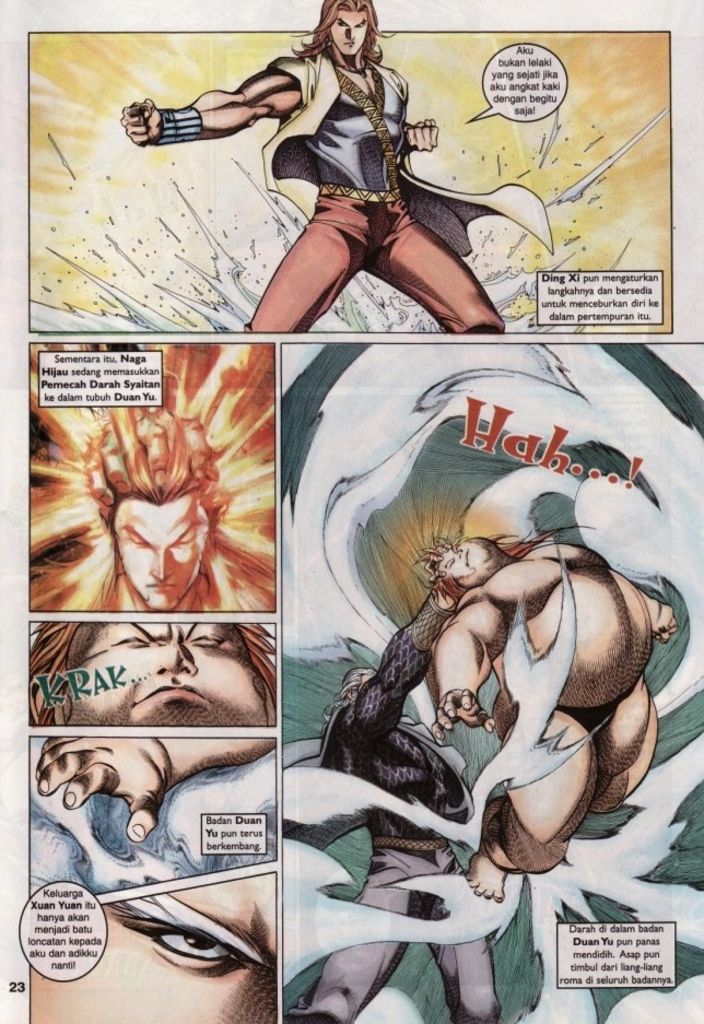 Aku
bukan lelaki
yang sejati jika
aku angkat kaki
dengan begitu
saja!
Ding Xi pun mengaturkan
langkahnya dan bersedia
untuk menceburkan diri ke
dalam pertempuran itu.
Sementara itu, Naga
Hijau sedang memasukkan
Pemecah Darah Syaitan
ke dalam tubuh Duan Yu.
Hah....!
KRAK...
Badan Duan
Yu pun terus
berkembang.
Keluarga
Xuan Yuan itu
hanya akan
menjadi batu
loncatan kepada
aku dan adikku
nanti!
Darah di dalam badan
Duan Yu pun panas
mendidih. Asap pun
timbul dari liang-liang
roma di seluruh badannya.
23